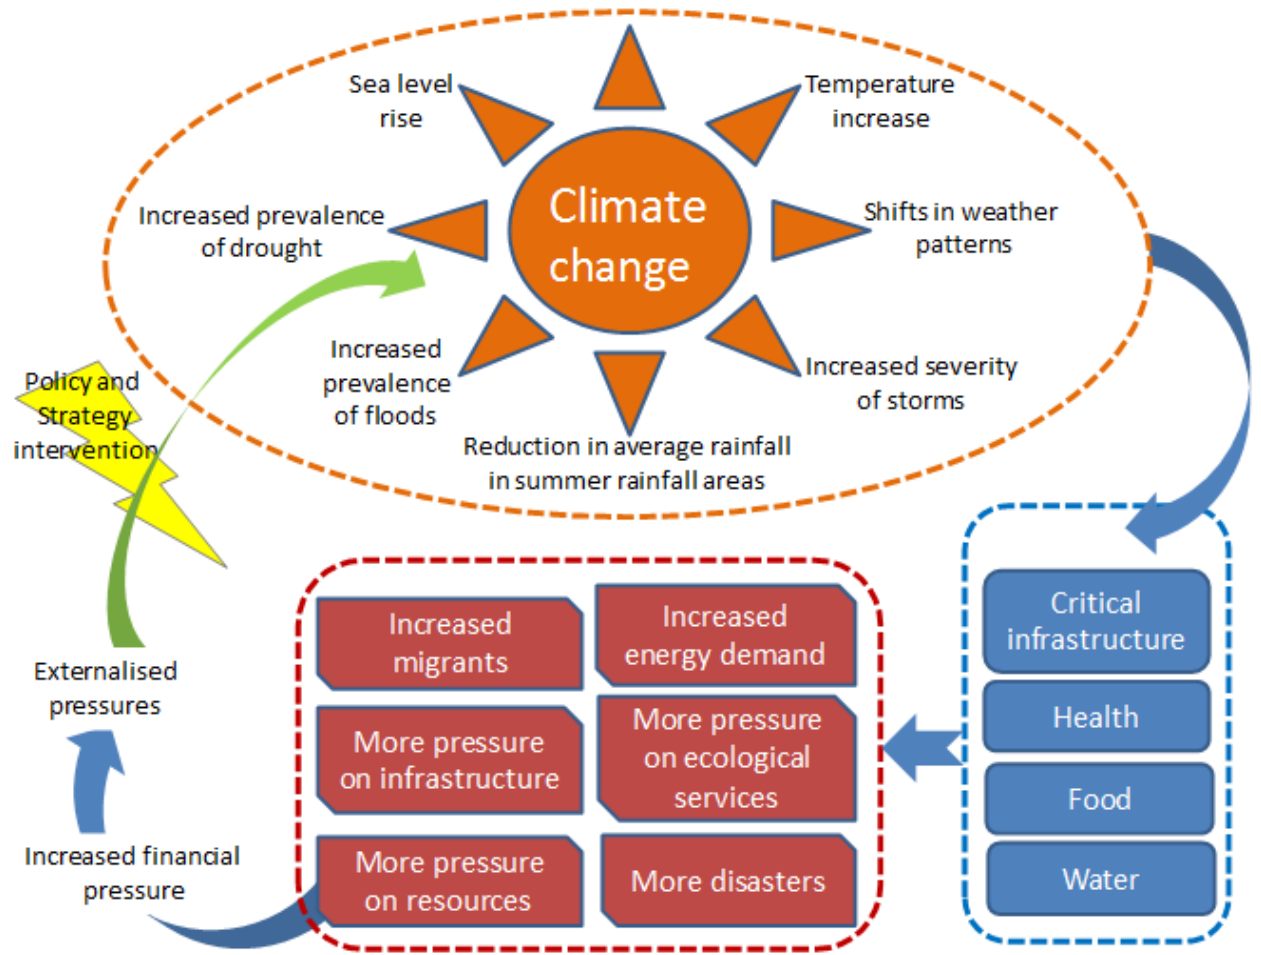 Sea level
rise
Temperature
increase
Climate
change
Increased prevalence
of drought
Shifts in weather
patterns
Increased
prevalence
of floods
Increased severity
of storms
Reduction in average rainfall
in summer rainfall areas
Policy and
Strategy
intervention
Critical
infrastructure
Health
Food
Water
Increased
migrants
Increased
energy demand
More pressure
on infrastructure
More pressure
on ecological
services
More pressure
on resources
More disasters
Externalised
pressures
Increased financial
pressure